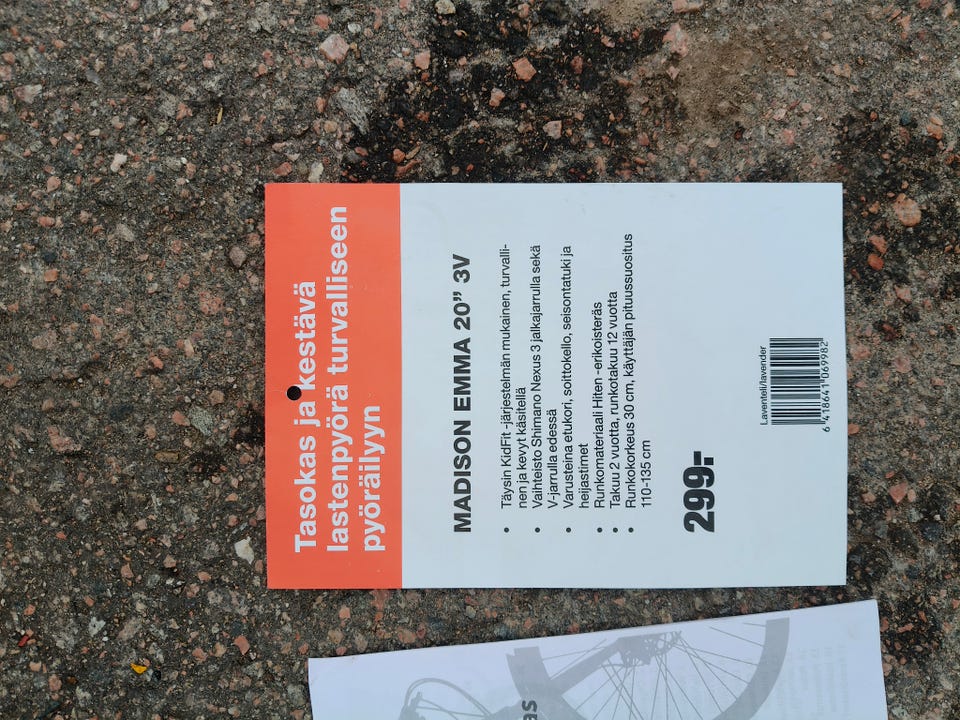 Tasokas ja kestävä
lastenpyörä turvalliseen
pyöräilyyn
MADISON EMMA 20” 3V
• Täysin KidFit -järjestelmän mukainen, turvalli-
nen ja kevyt käsitellä
• Vaihteisto Shimano Nexus 3 jalkajarrulla sekä
V-jarrulla edessä
• Varusteina etukori, soittokello, seisontatuki ja
heijastimet
• Runkomateriaali Hiten -erikoisteräs
• Takuu 2 vuotta, runkotakuu 12 vuotta
• Runkokorkeus 30 cm, käyttäjän pituussuositus
110-135 cm
299.-
Laventeli/lavender
6 418641 069982
as